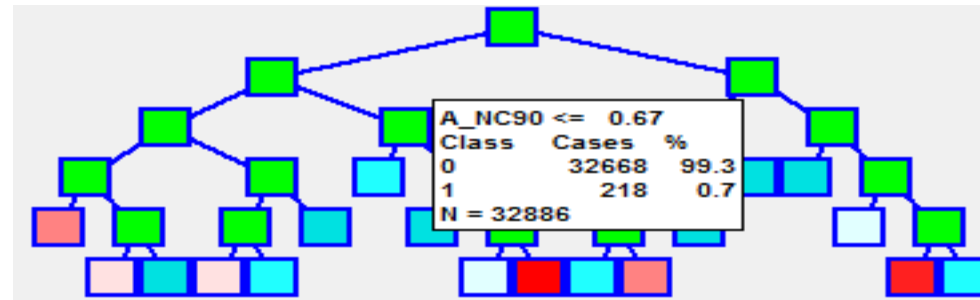 A_NC90 <= 0.67
Class Cases %
0 32668 99.3
1 218 0.7
N = 32886